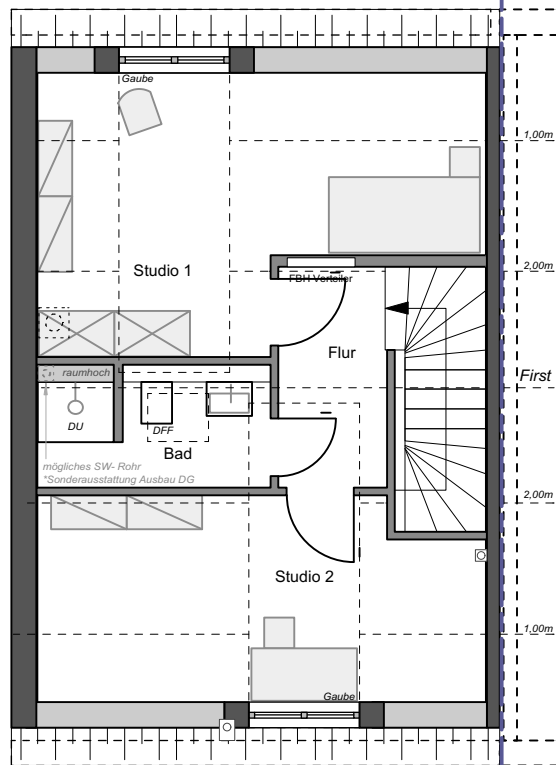 Gaube
1,00m
Studio 1
2,00m
FBH Verteiler
Flur
raumhoch
First
DU
DFF
Bad
mögliches SW- Rohr
*Sonderausstattung Ausbau DG
2,00m
Studio 2
1,00m
Gaube